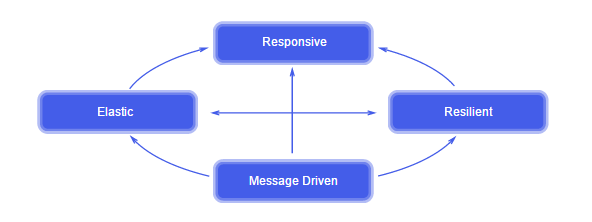 Responsive
Elastic
Resilient
Message Driven